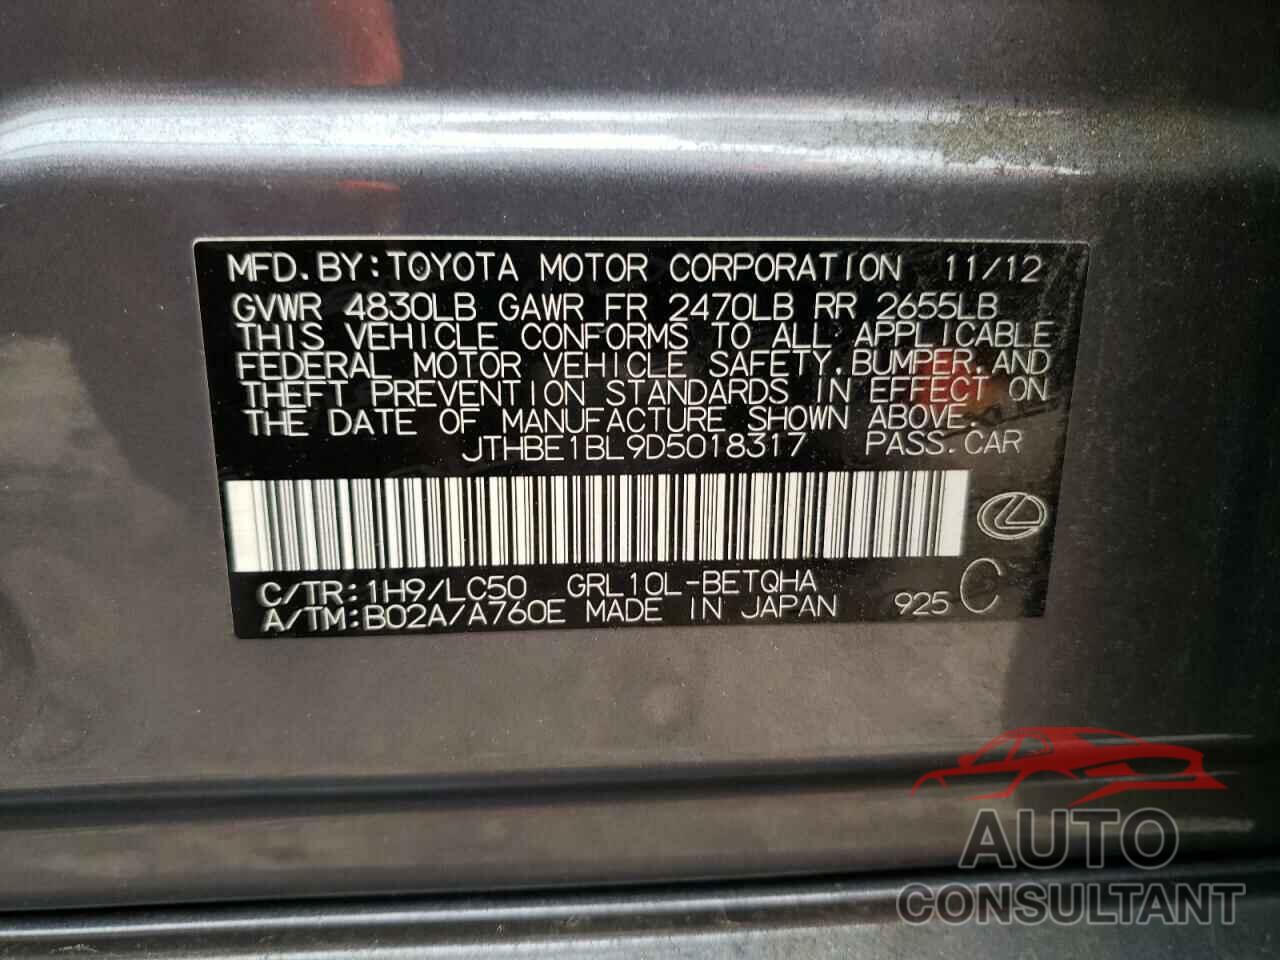 MFD.BY:TOYOTA MOTOR CORPORATION 11/12
GVWR 4830LB GAWR FR 2470LB RR 2655LB
THIS VEHICLE CONFORMS TO ALL APPLICABLE
FEDERAL MOTOR VEHICLE SAFETY,BUMPER,AND
THEFT PREVENTION STANDARDS IN EFFECT ON
THE DATE OF MANUFACTURE SHOWN ABOVE.
JTHBE1BL9D5018317 PASS.CAR
C/TR:1H9/LC50 GRL10L-BETQHA
A/TM:B02A/A760E MADE IN JAPAN 925 C
AUTO
CONSULTANT